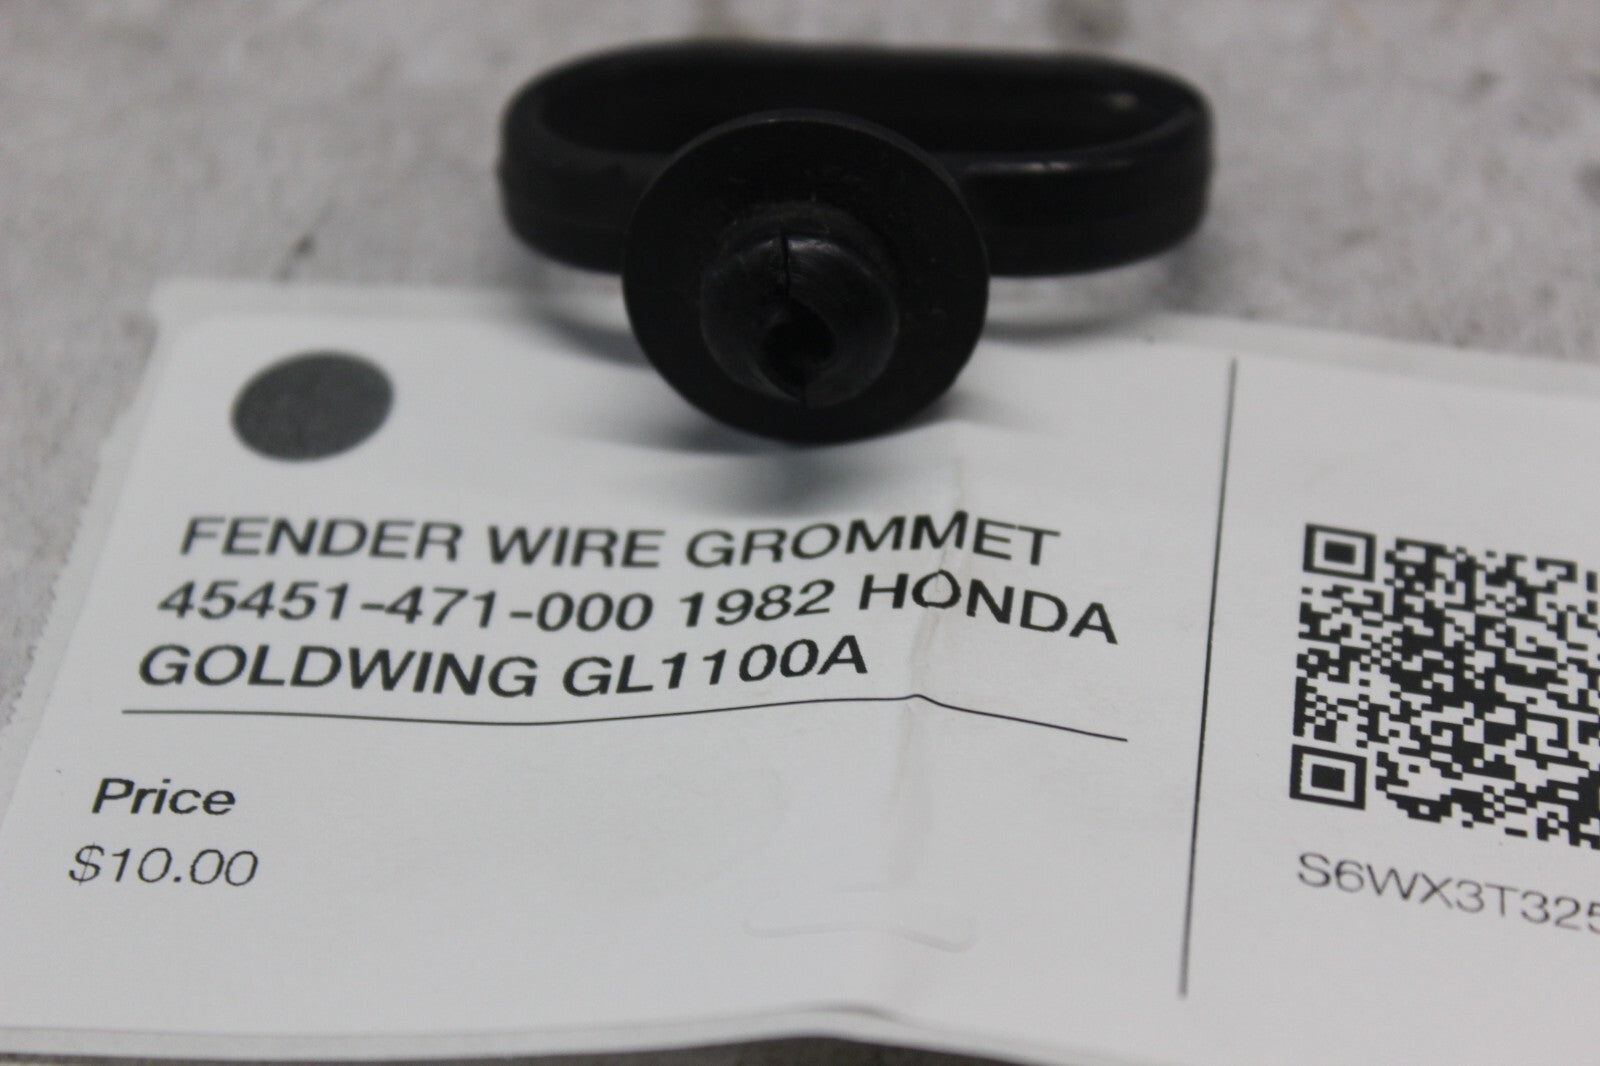 FENDER WIRE GROMMET
45451-471-000 1982 HONDA
GOLDWING GL1100A
Price
$10.00
S6WX3T325